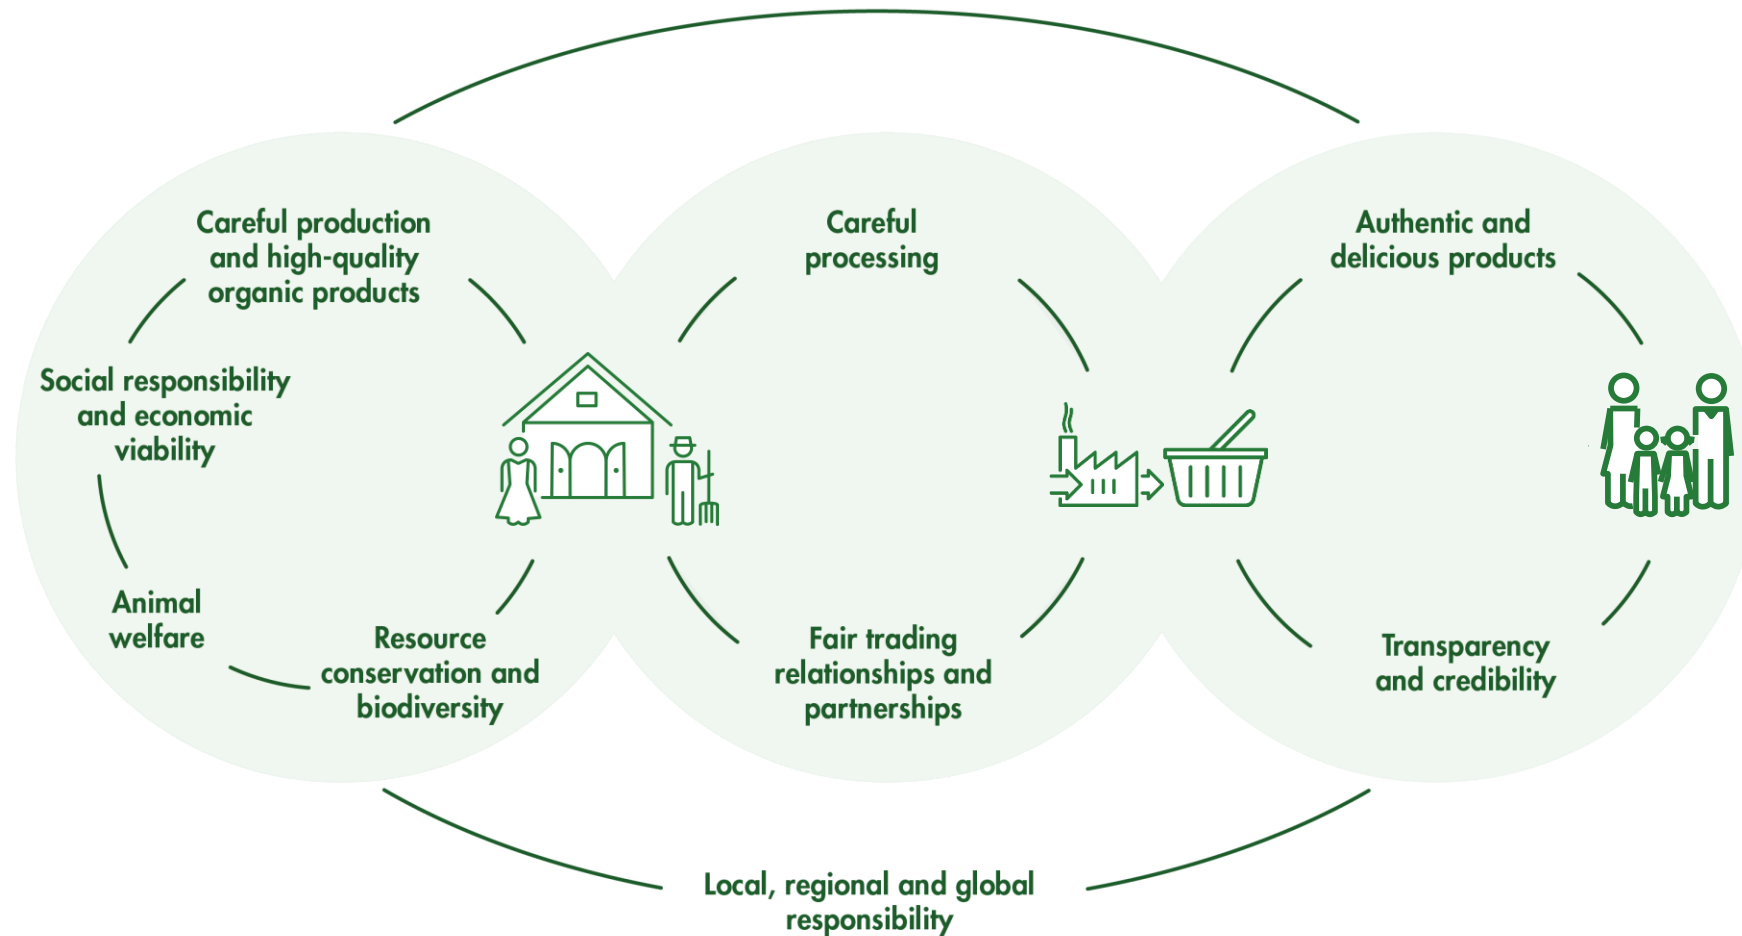 Careful production
and high-quality
organic products
Social responsibility
and economic
viability
Animal
welfare
Resource
conservation and
biodiversity
Careful
processing
Fair trading
relationships and
partnerships
Authentic and
delicious products
Transparency
and credibility
Local, regional and global
responsibility